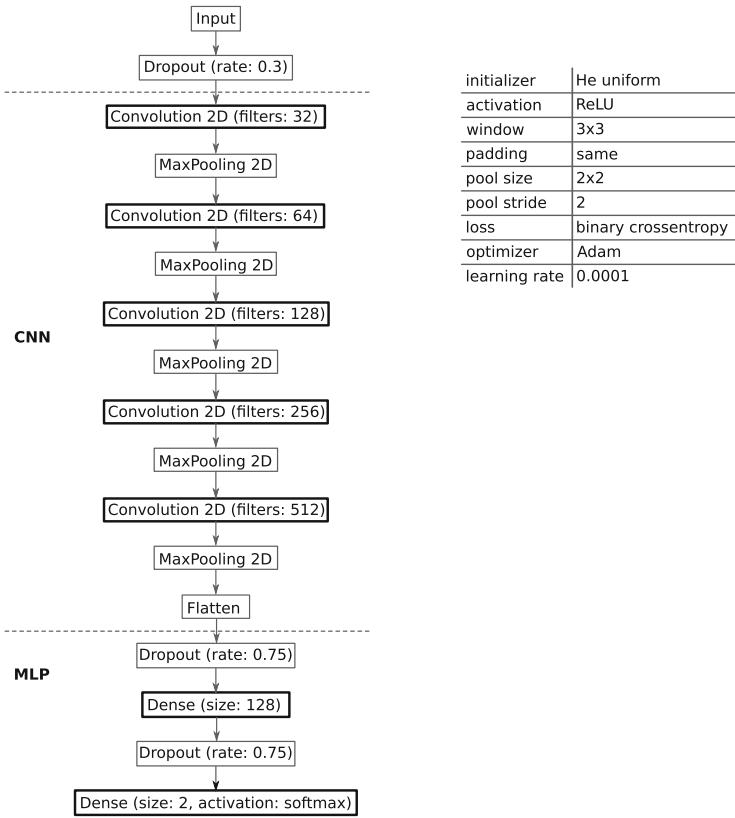 Input
Dropout (rate: 0.3)
Convolution 2D (filters: 32)
MaxPooling 2D
Convolution 2D (filters: 64)
MaxPooling 2D
Convolution 2D (filters: 128)
CNN
MaxPooling 2D
Convolution 2D (filters: 256)
MaxPooling 2D
Convolution 2D (filters: 512)
MaxPooling 2D
Flatten
Dropout (rate: 0.75)
MLP
Dense (size: 128)
Dropout (rate: 0.75)
Dense (size: 2, activation: softmax)
initializer He uniform
activation ReLU
window 3x3
padding same
pool size 2x2
pool stride 2
loss binary crossentropy
optimizer Adam
learning rate 0.0001